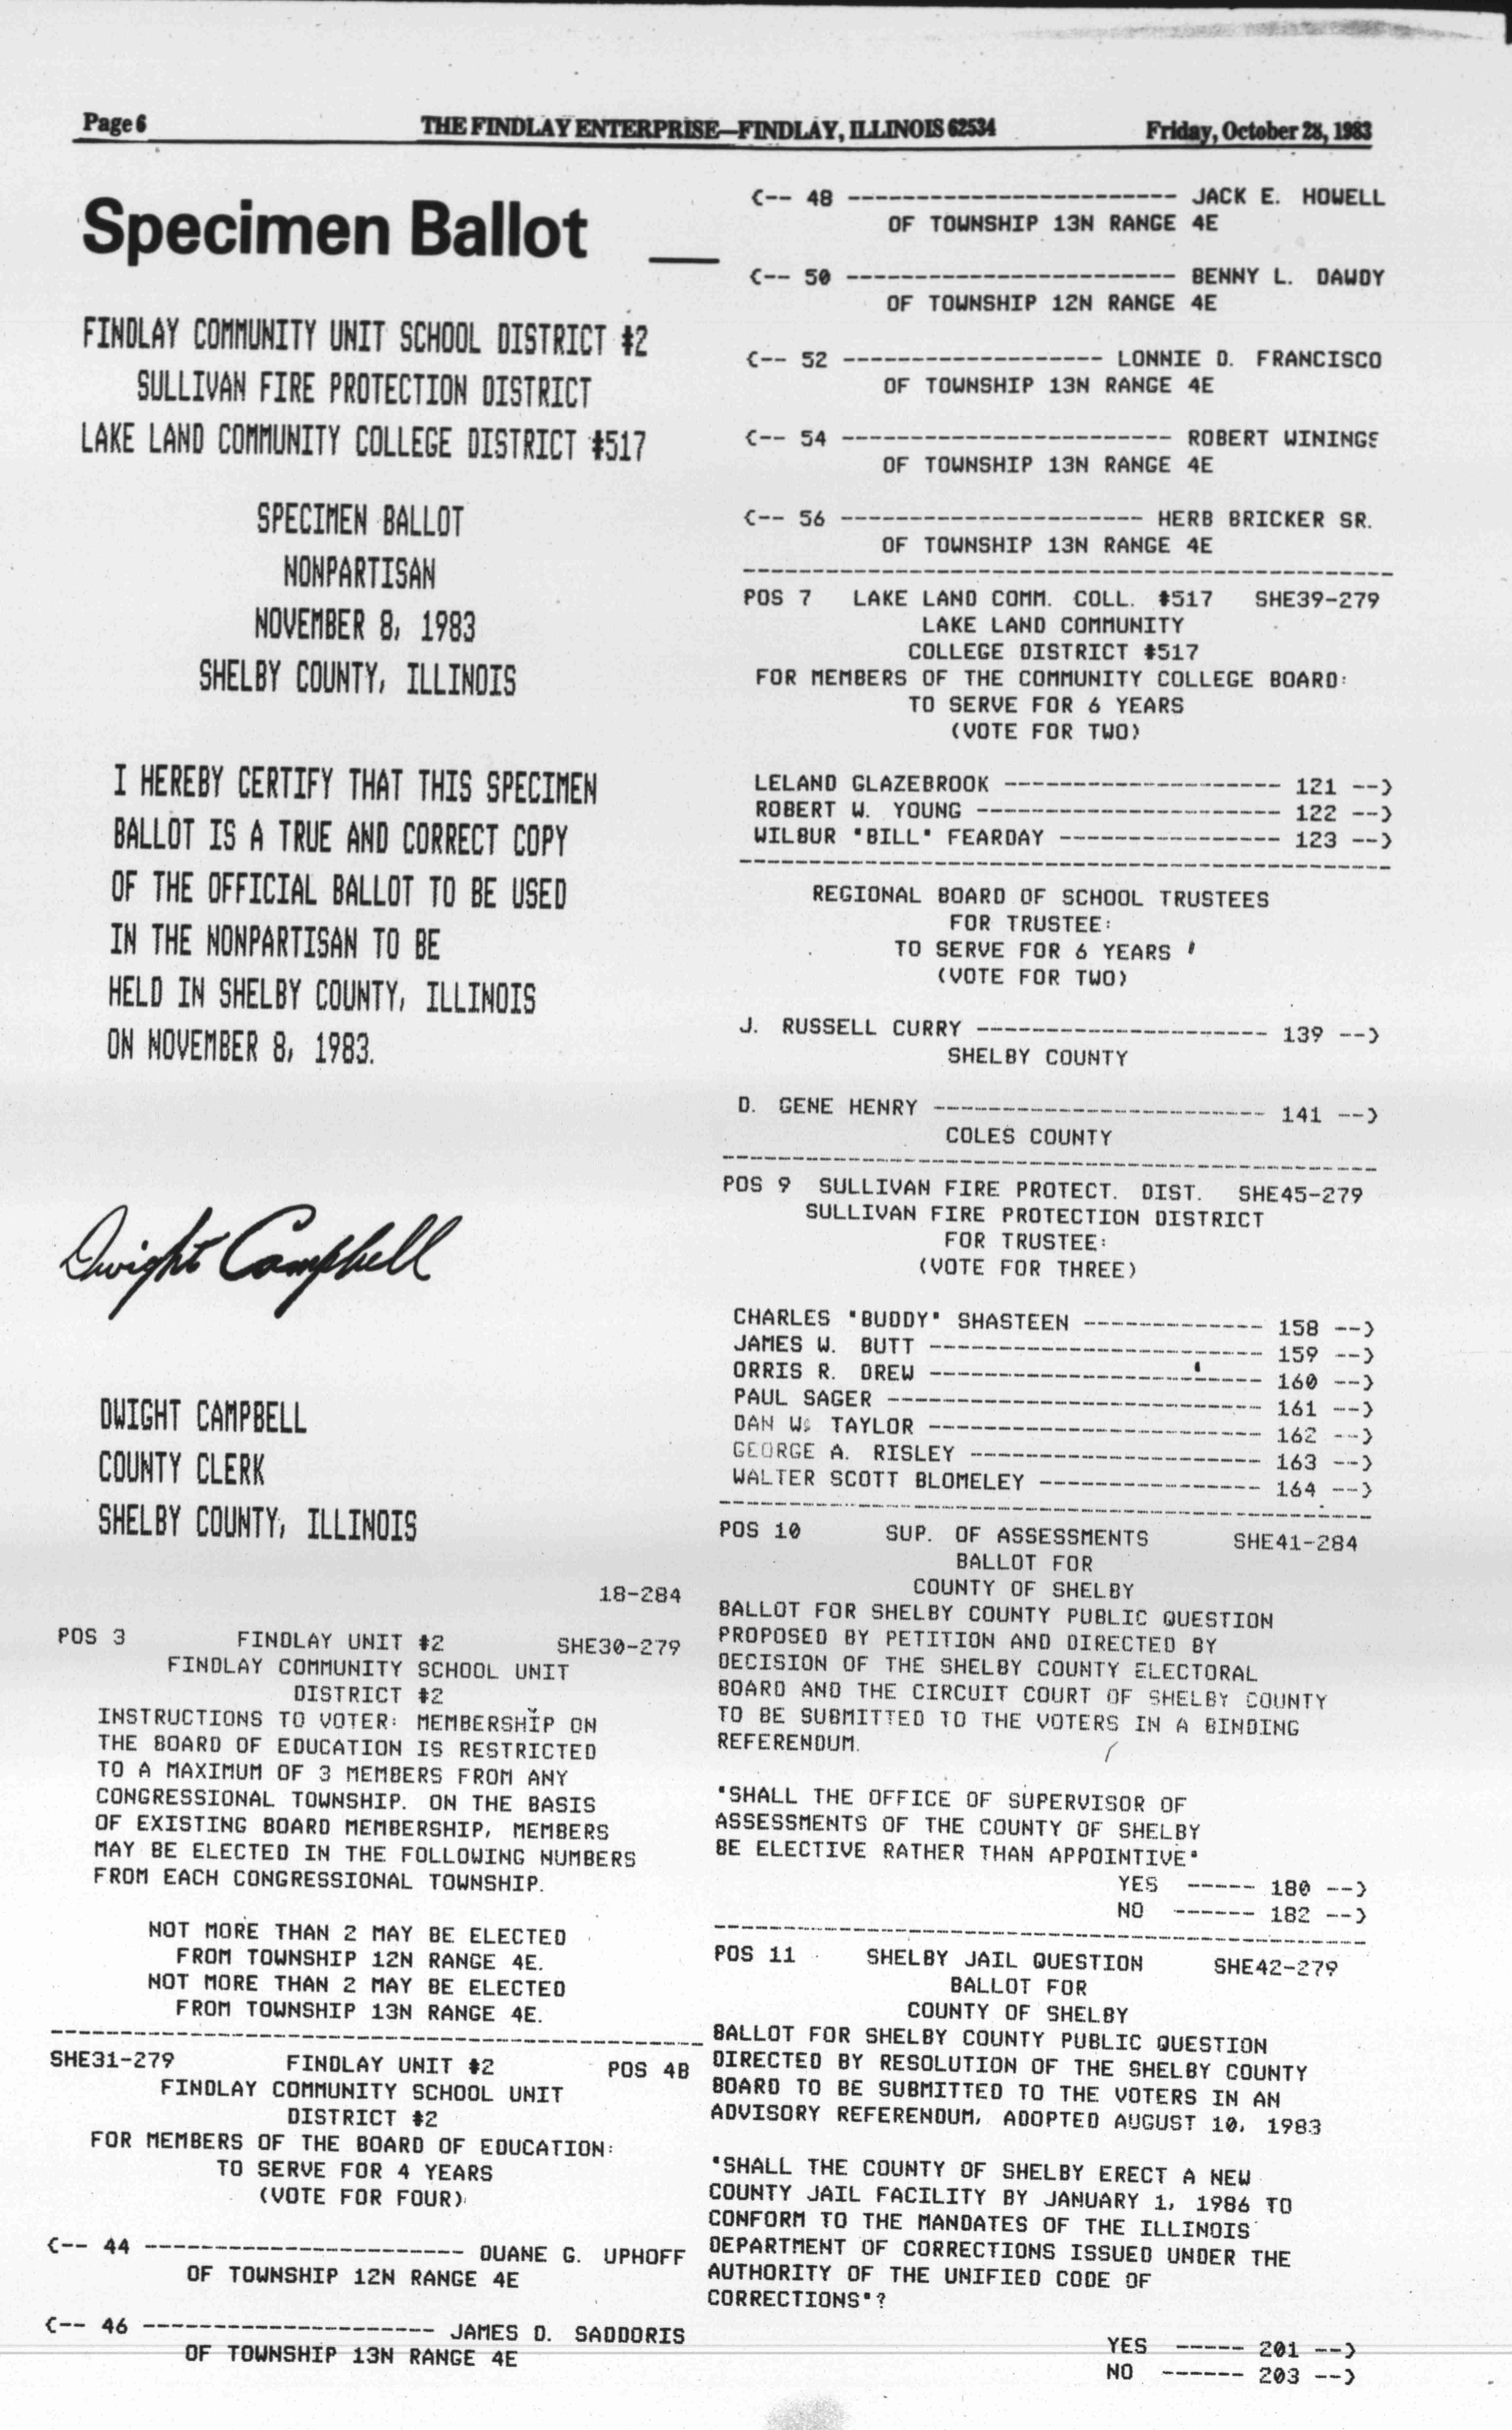 Page 6
THE FINDLAY ENTERPRISE—FINDLAY, ILLINOIS 62534
Friday, October 28, 1983
Specimen Ballot
FINDLAY COMMUNITY UNIT SCHOOL DISTRICT #2
SULLIVAN FIRE PROTECTION DISTRICT
LAKE LAND COMMUNITY COLLEGE DISTRICT #517
SPECIMEN BALLOT
NONPARTISAN
NOVEMBER 8, 1983
SHELBY COUNTY, ILLINOIS
I HEREBY CERTIFY THAT THIS SPECIMEN
BALLOT IS A TRUE AND CORRECT COPY
OF THE OFFICIAL BALLOT TO BE USED
IN THE NONPARTISAN TO BE
HELD IN SHELBY COUNTY, ILLINOIS
ON NOVEMBER 8, 1983.
Dwight Campbell
DWIGHT CAMPBELL
COUNTY CLERK
SHELBY COUNTY, ILLINOIS
18-284
POS 3 FINDLAY UNIT #2 SHE30-279
FINDLAY COMMUNITY SCHOOL UNIT
DISTRICT #2
INSTRUCTIONS TO VOTER: MEMBERSHIP ON
THE BOARD OF EDUCATION IS RESTRICTED
TO A MAXIMUM OF 3 MEMBERS FROM ANY
CONGRESSIONAL TOWNSHIP. ON THE BASIS
OF EXISTING BOARD MEMBERSHIP, MEMBERS
MAY BE ELECTED IN THE FOLLOWING NUMBERS
FROM EACH CONGRESSIONAL TOWNSHIP.
NOT MORE THAN 2 MAY BE ELECTED
FROM TOWNSHIP 12N RANGE 4E.
NOT MORE THAN 2 MAY BE ELECTED
FROM TOWNSHIP 13N RANGE 4E.
SHE31-279 FINDLAY UNIT #2 POS 4B
FINDLAY COMMUNITY SCHOOL UNIT
DISTRICT #2
FOR MEMBERS OF THE BOARD OF EDUCATION:
TO SERVE FOR 4 YEARS
(VOTE FOR FOUR)
<-- 44 ----------------------- DUANE G. UPHOFF
OF TOWNSHIP 12N RANGE 4E
<-- 46 --------------------- JAMES D. SADDORIS
OF TOWNSHIP 13N RANGE 4E
<-- 48 ------------------------ JACK E. HOWELL
OF TOWNSHIP 13N RANGE 4E
<-- 50 ------------------------ BENNY L. DAWDY
OF TOWNSHIP 12N RANGE 4E
<-- 52 ------------------- LONNIE D. FRANCISCO
OF TOWNSHIP 13N RANGE 4E
<-- 54 ------------------------ ROBERT WININGS
OF TOWNSHIP 13N RANGE 4E
<-- 56 ---------------------- HERB BRICKER SR.
OF TOWNSHIP 13N RANGE 4E
POS 7 LAKE LAND COMM. COLL. #517 SHE39-279
LAKE LAND COMMUNITY
COLLEGE DISTRICT #517
FOR MEMBERS OF THE COMMUNITY COLLEGE BOARD:
TO SERVE FOR 6 YEARS
(VOTE FOR TWO)
LELAND GLAZEBROOK -------------------- 121 -->
ROBERT W. YOUNG ---------------------- 122 -->
WILBUR "BILL" FEARDAY ---------------- 123 -->
REGIONAL BOARD OF SCHOOL TRUSTEES
FOR TRUSTEE:
TO SERVE FOR 6 YEARS
(VOTE FOR TWO)
J. RUSSELL CURRY --------------------- 139 -->
SHELBY COUNTY
D. GENE HENRY ------------------------ 141 -->
COLES COUNTY
POS 9 SULLIVAN FIRE PROTECT. DIST. SHE45-279
SULLIVAN FIRE PROTECTION DISTRICT
FOR TRUSTEE:
(VOTE FOR THREE)
CHARLES "BUDDY" SHASTEEN ------------- 158 -->
JAMES W. BUTT ------------------------ 159 -->
ORRIS R. DREW ------------------------ 160 -->
PAUL SAGER --------------------------- 161 -->
DAN W. TAYLOR ------------------------ 162 -->
GEORGE A. RISLEY --------------------- 163 -->
WALTER SCOTT BLOMELEY ---------------- 164 -->
POS 10 SUP. OF ASSESSMENTS SHE41-284
BALLOT FOR
COUNTY OF SHELBY
BALLOT FOR SHELBY COUNTY PUBLIC QUESTION
PROPOSED BY PETITION AND DIRECTED BY
DECISION OF THE SHELBY COUNTY ELECTORAL
BOARD AND THE CIRCUIT COURT OF SHELBY COUNTY
TO BE SUBMITTED TO THE VOTERS IN A BINDING
REFERENDUM.
"SHALL THE OFFICE OF SUPERVISOR OF
ASSESSMENTS OF THE COUNTY OF SHELBY
BE ELECTIVE RATHER THAN APPOINTIVE"
YES ----- 180 -->
NO ------ 182 -->
POS 11 SHELBY JAIL QUESTION SHE42-279
BALLOT FOR
COUNTY OF SHELBY
BALLOT FOR SHELBY COUNTY PUBLIC QUESTION
DIRECTED BY RESOLUTION OF THE SHELBY COUNTY
BOARD TO BE SUBMITTED TO THE VOTERS IN AN
ADVISORY REFERENDUM, ADOPTED AUGUST 10, 1983
"SHALL THE COUNTY OF SHELBY ERECT A NEW
COUNTY JAIL FACILITY BY JANUARY 1, 1986 TO
CONFORM TO THE MANDATES OF THE ILLINOIS
DEPARTMENT OF CORRECTIONS ISSUED UNDER THE
AUTHORITY OF THE UNIFIED CODE OF
CORRECTIONS"?
YES ----- 201 -->
NO ------ 203 -->